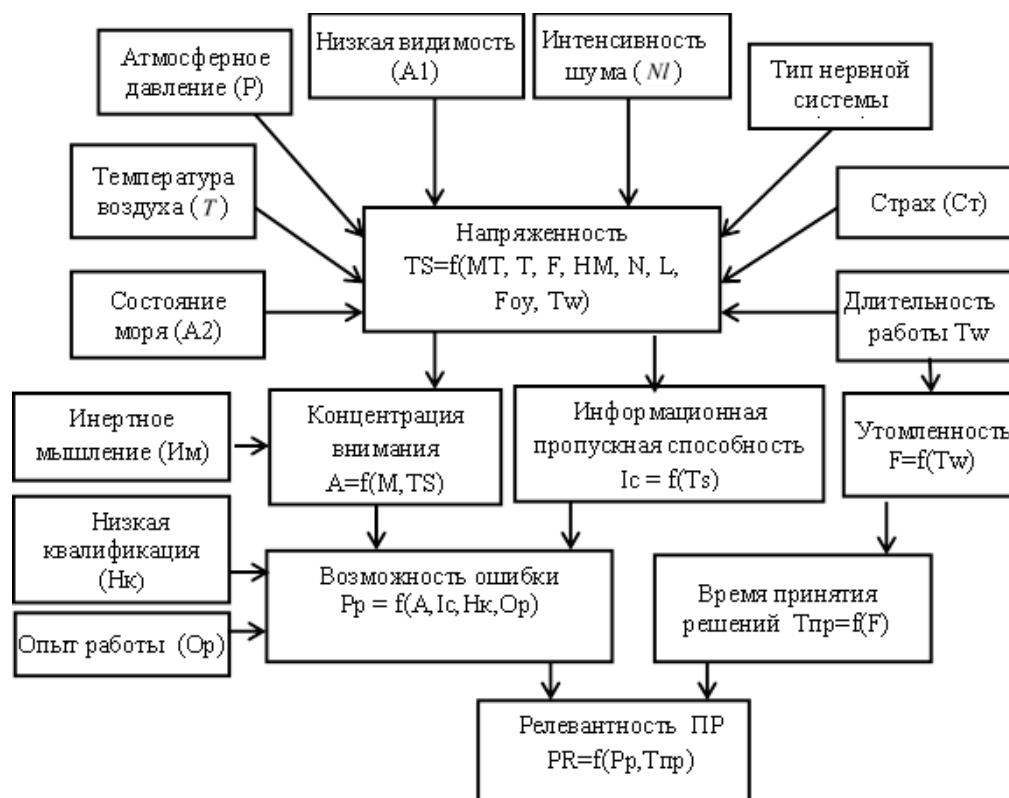 Атмосферное
давление (P)
Низкая видимость
(A1)
Интенсивность
шума (Nl)
Тип нервной
системы
Температура
воздуха (T)
Страх (Ст)
Напряженность
TS=f(MT, T, F, HM, N, L,
Foy, Tw)
Состояние
моря (A2)
Длительность
работы Tw
Инертное
мышление (Им)
Концентрация
внимания
A=f(M,TS)
Информационная
пропускная способность
Ic = f(Ts)
Утомленность
F=f(Tw)
Низкая
квалификация
(Нк)
Возможность ошибки
Pp = f(A,Ic,Нк,Op)
Время принятия
решений Tпр=f(F)
Опыт работы (Op)
Релевантность ПР
PR=f(Pp,Tпр)